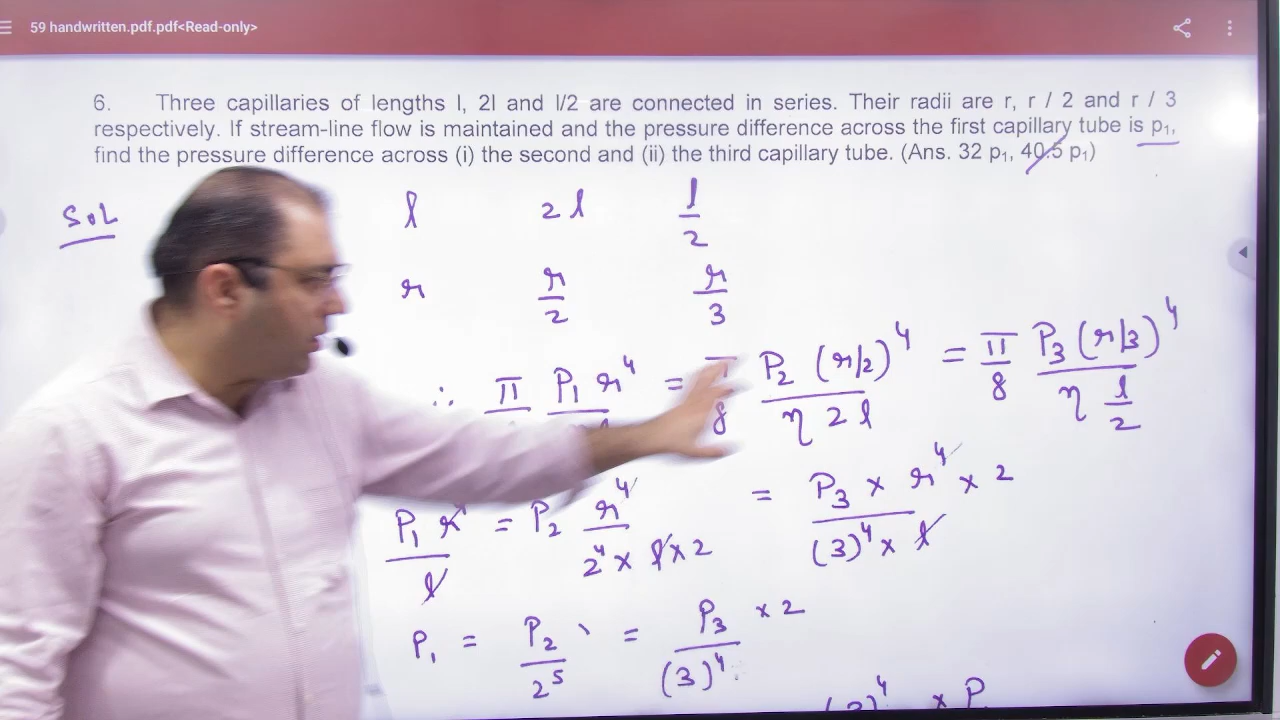 59 handwritten.pdf.pdf<Read-only>
6. Three capillaries of lengths l, 2l and l/2 are connected in series. Their radii are r, r / 2 and r / 3
respectively. If stream-line flow is maintained and the pressure difference across the first capillary tube is p₁,
find the pressure difference across (i) the second and (ii) the third capillary tube. (Ans. 32 p₁, 40.5 p₁)
Sol
l 2l l/2
r r/2 r/3
∴ π P₁ r⁴ = π/8 P₂ (r/2)⁴ / η 2l = π/8 P₃ (r/3)⁴ / η l/2
P₁ r⁴ / l = P₂ r⁴ / 2⁴ × l × 2 = P₃ × r⁴ × 2 / (3)⁴ × l
P₁ = P₂ / 2⁵ = P₃ / (3)⁴ × 2
× P